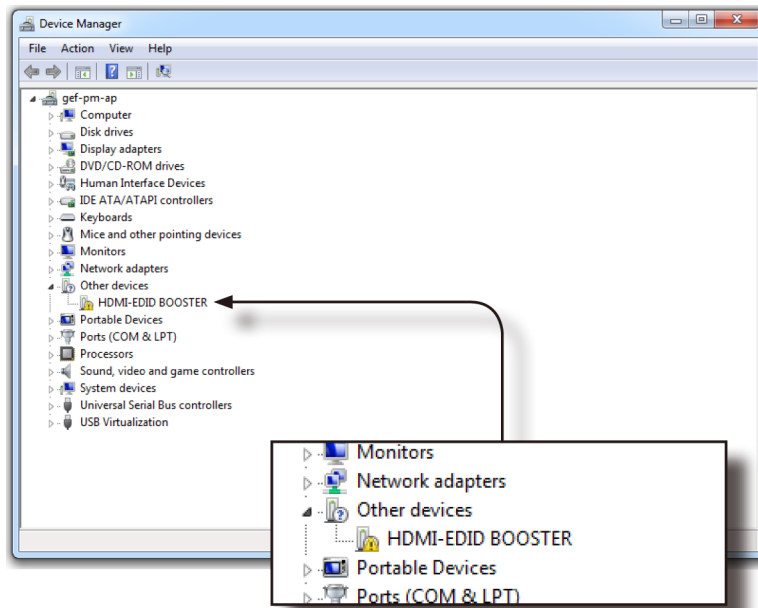 Device Manager
File Action View Help
gef-pm-ap
Computer
Disk drives
Display adapters
DVD/CD-ROM drives
Human Interface Devices
IDE ATA/ATAPI controllers
Keyboards
Mice and other pointing devices
Monitors
Network adapters
Other devices
HDMI-EDID BOOSTER
Portable Devices
Ports (COM & LPT)
Processors
Sound, video and game controllers
System devices
Universal Serial Bus controllers
USB Virtualization
Monitors
Network adapters
Other devices
HDMI-EDID BOOSTER
Portable Devices
Ports (COM & LPT)